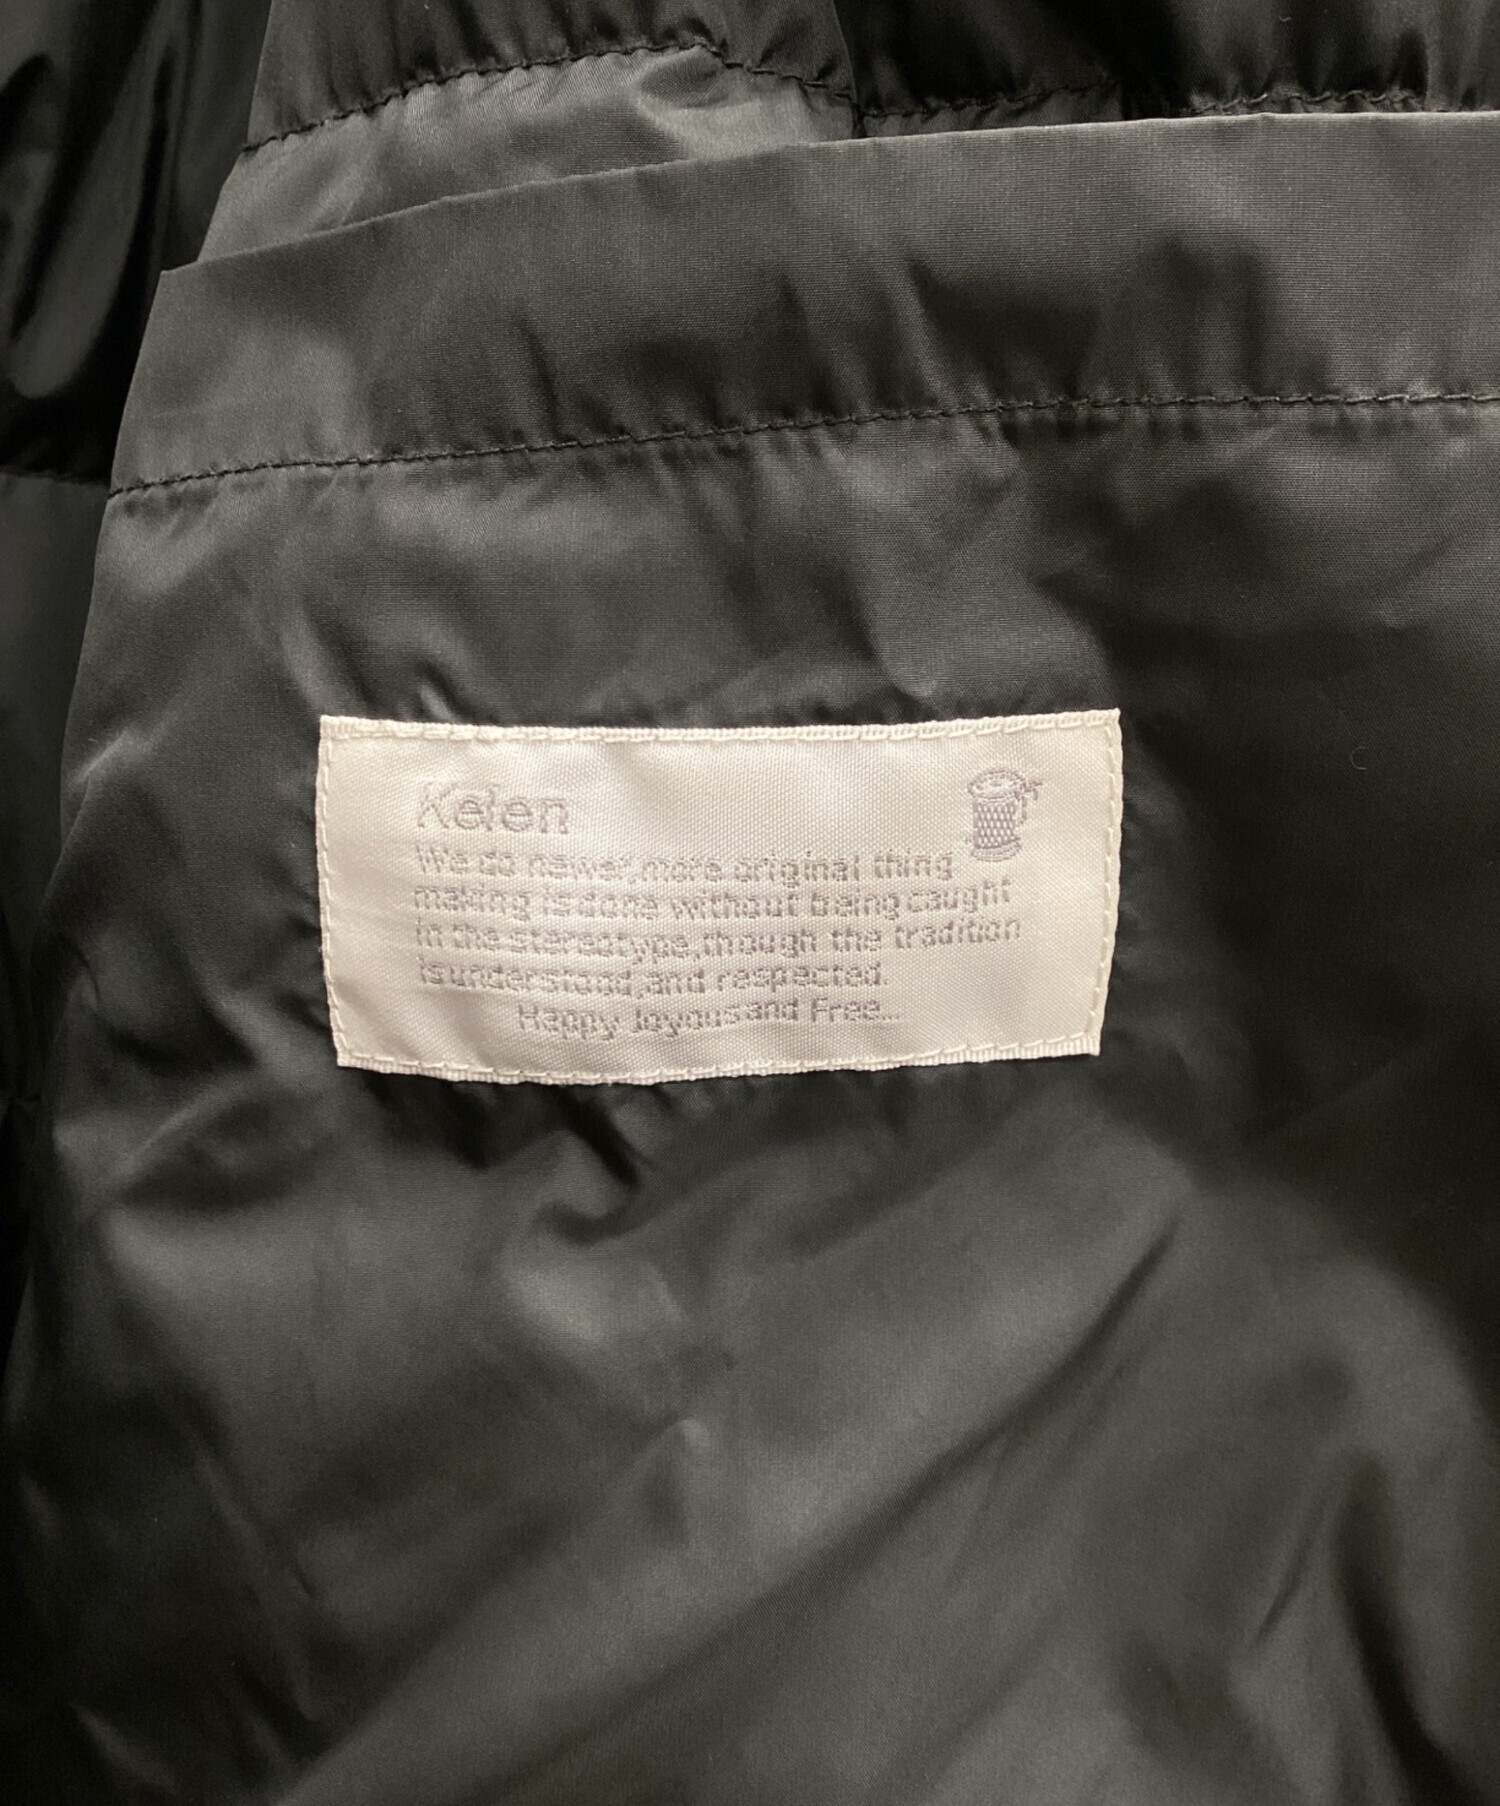 Kelen
We do newer,more original thing
making is done without being caught
in the stereotype,though the tradition
is understood,and respected.
Happy Joyous and Free...